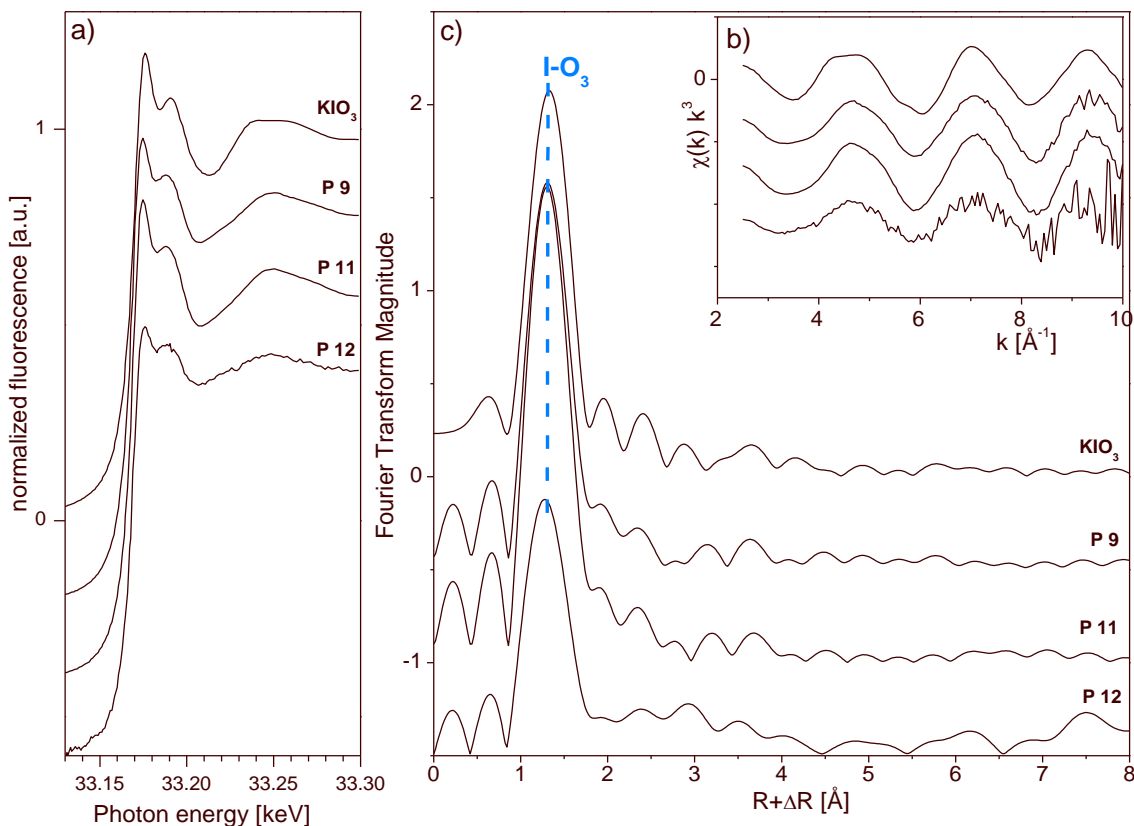 a)
KIO3
P 9
P 11
P 12
1
0
normalized fluorescence [a.u.]
33.15 33.20 33.25 33.30
Photon energy [keV]
c)
I-O3
2
1
0
-1
Fourier Transform Magnitude
KIO3
P 9
P 11
P 12
0 1 2 3 4 5 6 7 8
R+ΔR [Å]
b)
0
χ(k) k³
2 4 6 8 10
k [Å⁻¹]